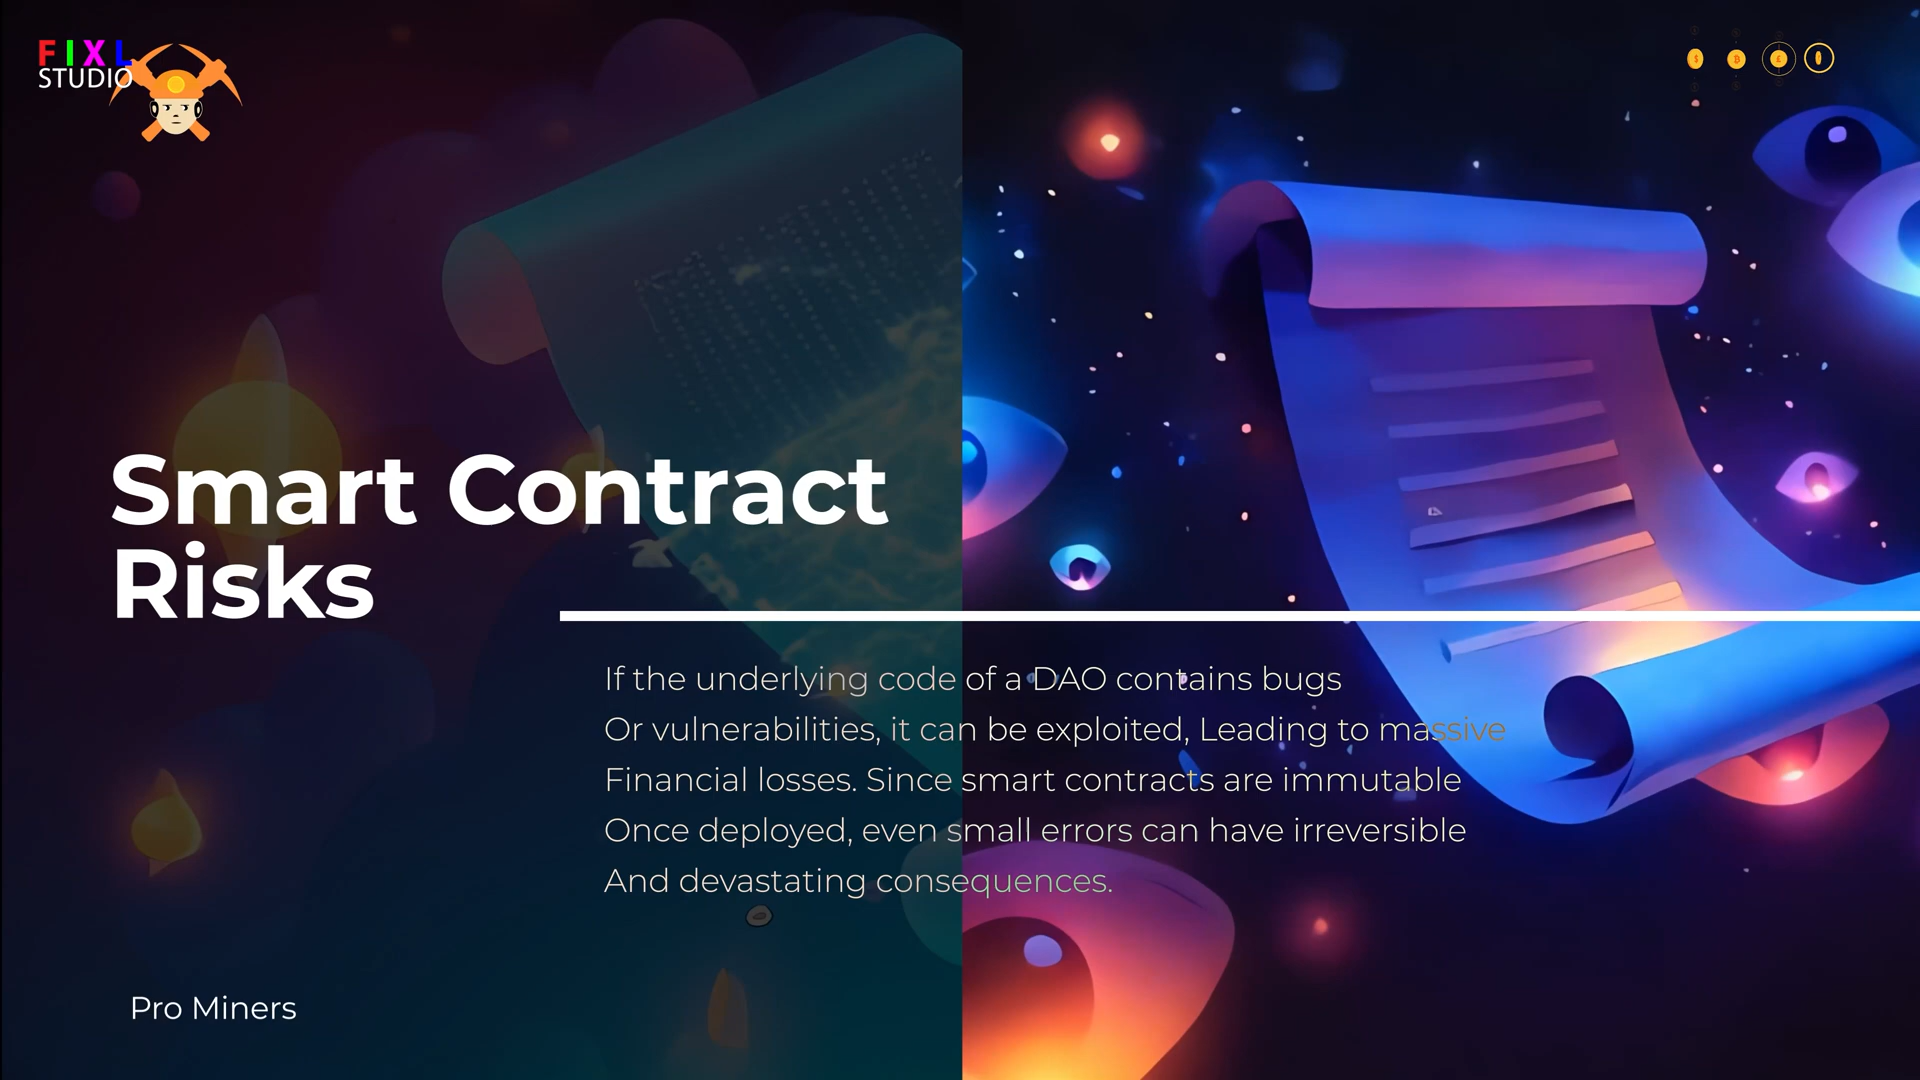 FIXL
STUDIO
Smart Contract
Risks
If the underlying code of a DAO contains bugs
Or vulnerabilities, it can be exploited, Leading to massive
Financial losses. Since smart contracts are immutable
Once deployed, even small errors can have irreversible
And devastating consequences.
Pro Miners